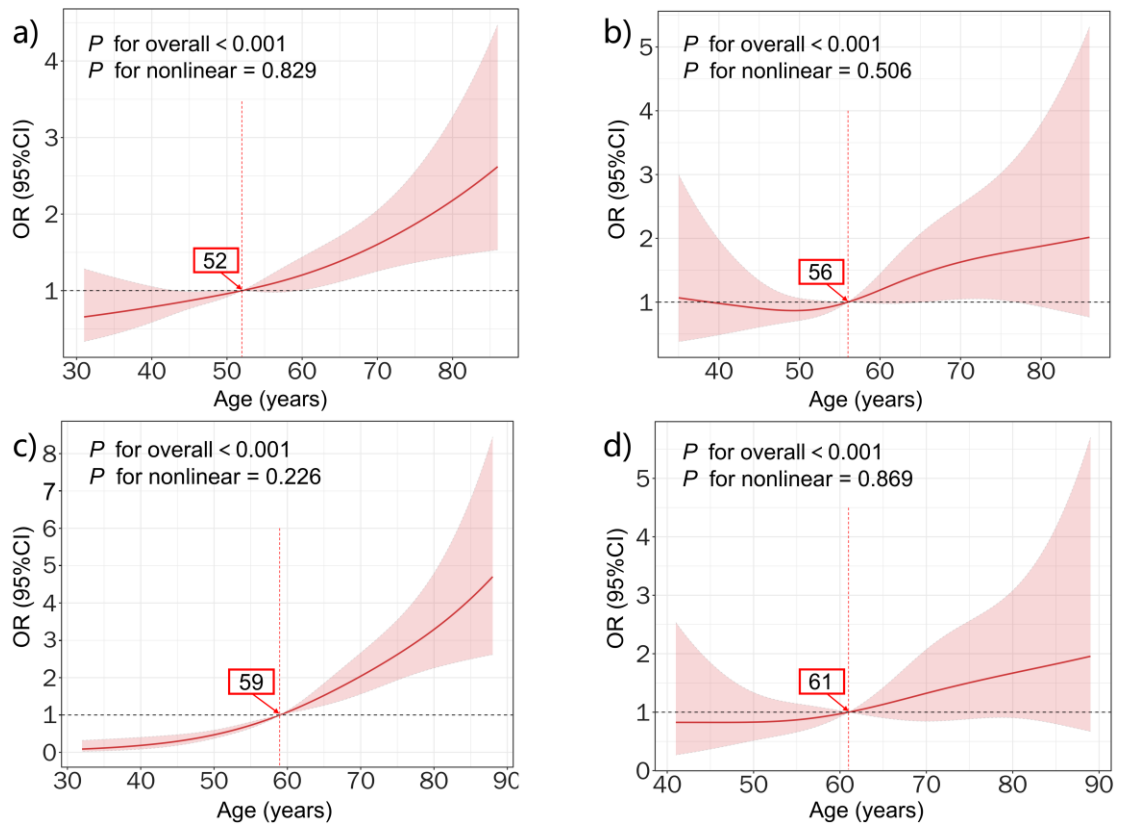 a)
P for overall < 0.001
P for nonlinear = 0.829
OR (95%CI)
4
3
2
1
52
30 40 50 60 70 80
Age (years)
b)
P for overall < 0.001
P for nonlinear = 0.506
OR (95%CI)
5
4
3
2
1
56
40 50 60 70 80
Age (years)
c)
P for overall < 0.001
P for nonlinear = 0.226
OR (95%CI)
8
7
6
5
4
3
2
1
0
59
30 40 50 60 70 80 90
Age (years)
d)
P for overall < 0.001
P for nonlinear = 0.869
OR (95%CI)
5
4
3
2
1
0
61
40 50 60 70 80 90
Age (years)